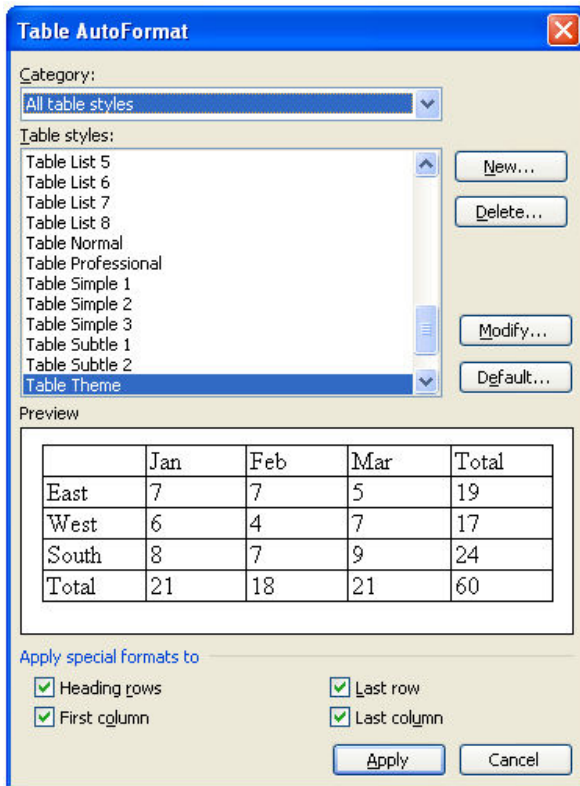 Table AutoFormat
Category:
All table styles
Table styles:
Table List 5
Table List 6
Table List 7
Table List 8
Table Normal
Table Professional
Table Simple 1
Table Simple 2
Table Simple 3
Table Subtle 1
Table Subtle 2
Table Theme
New...
Delete...
Modify...
Default...
Preview
Jan Feb Mar Total
East 7 7 5 19
West 6 4 7 17
South 8 7 9 24
Total 21 18 21 60
Apply special formats to
Heading rows Last row
First column Last column
Apply Cancel